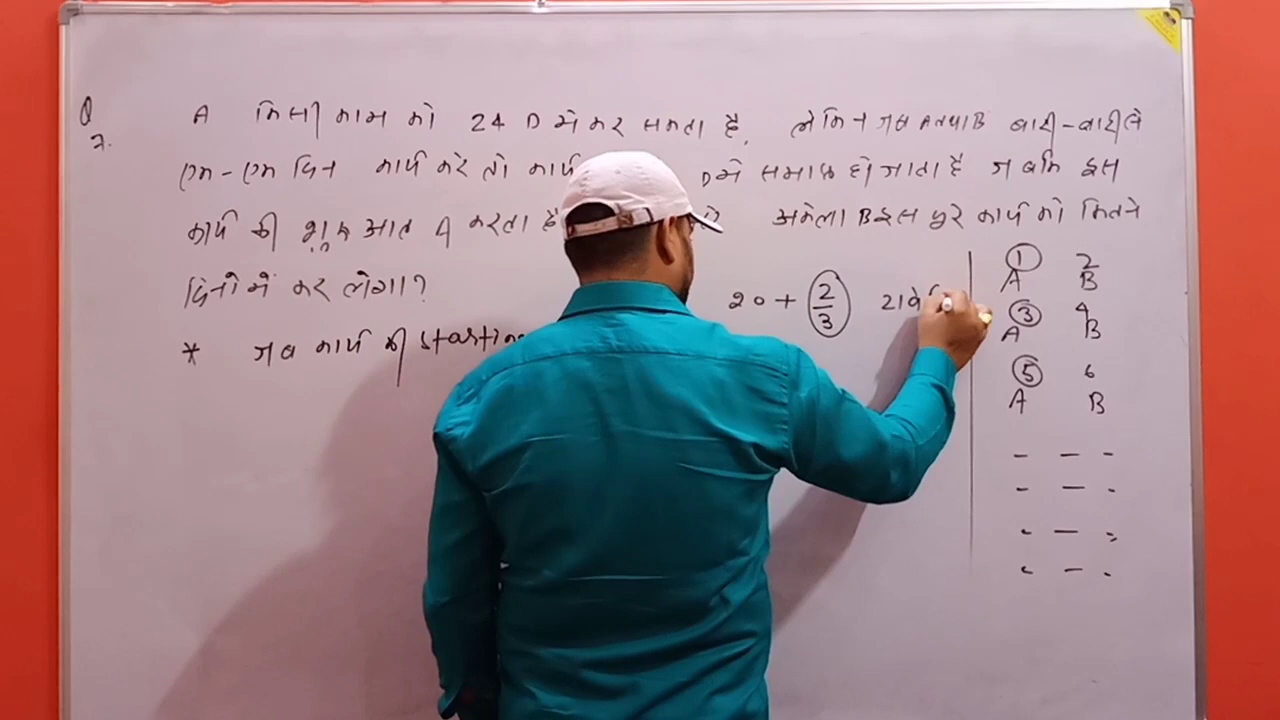 Q 7. A किसी काम को 24 D में कर सकता है, लेकिन जब A तथा B बारी-बारी से
एक-एक दिन कार्य करे तो कार्य D में समाप्त हो जाता है जबकि इस
कार्य की शुरूआत A करता है अकेला B इस पूरे कार्य को कितने
दिनों में कर लेगा?
* जब कार्य की starting
20 + 2/3 21वे
1 2
A B
3 4
A B
5 6
A B